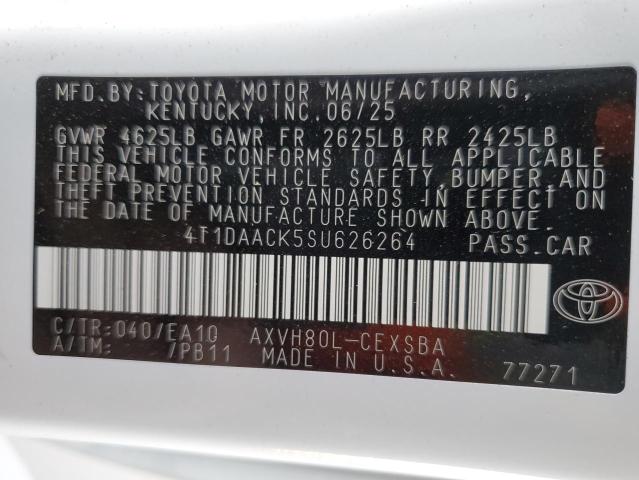 MFD.BY:TOYOTA MOTOR MANUFACTURING,
KENTUCKY, INC.06/25
GVWR 4625LB GAWR FR 2625LB RR 2425LB
THIS VEHICLE CONFORMS TO ALL APPLICABLE
FEDERAL MOTOR VEHICLE SAFETY,BUMPER,AND
THEFT PREVENTION STANDARDS IN EFFECT ON
THE DATE OF MANUFACTURE SHOWN ABOVE.
4T1DAACK5SU626264 PASS.CAR
C/TR:040/EA10 AXVH80L-CEXSBA
A/TM: /PB11 MADE IN U.S.A. 77271